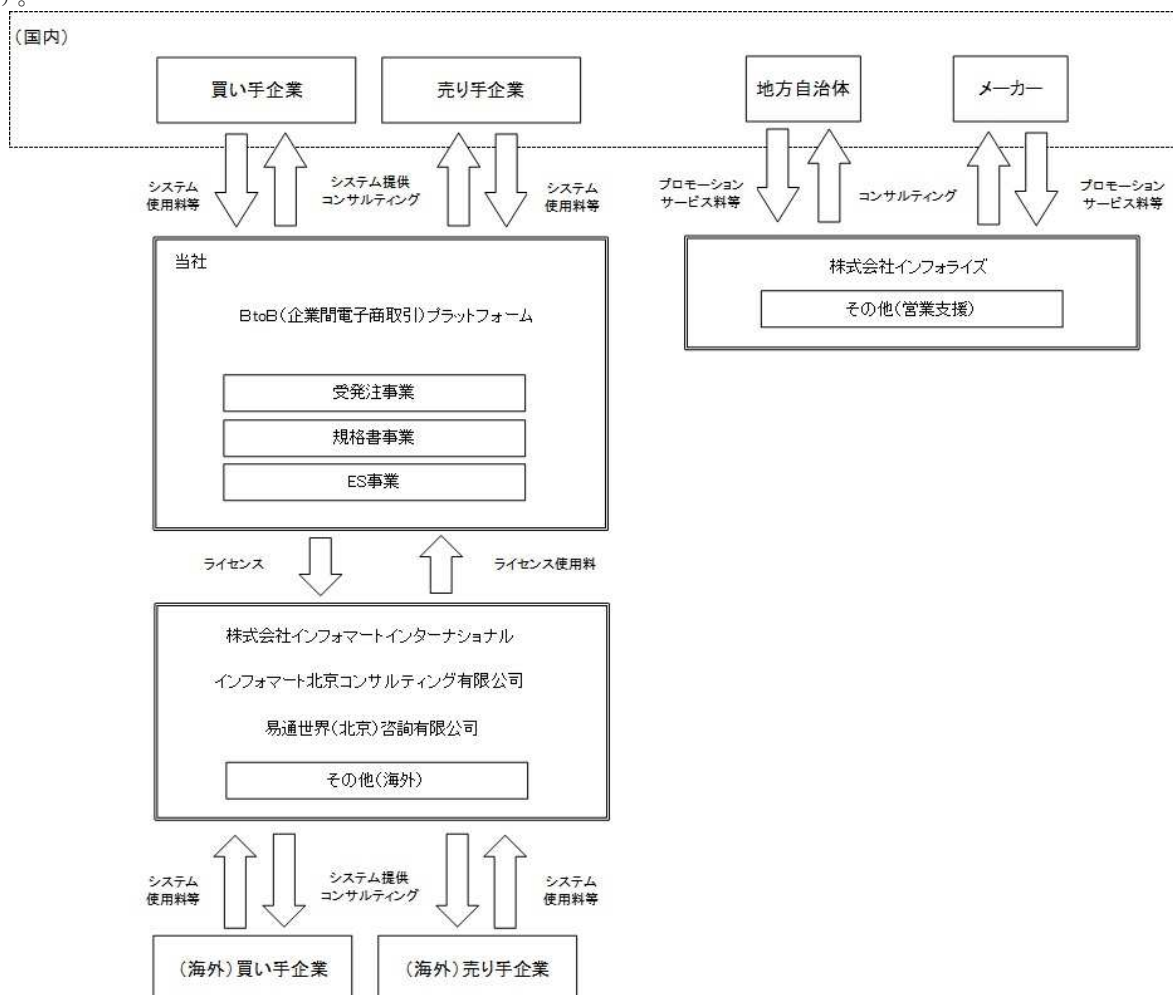 す。
（国内）
買い手企業
売り手企業
地方自治体
メーカー
システム
使用料等
システム提供
コンサルティング
システム
使用料等
プロモーション
サービス料等
コンサルティング
プロモーション
サービス料等
当社
BtoB（企業間電子商取引）プラットフォーム
受発注事業
規格書事業
ES事業
株式会社インフォライズ
その他（営業支援）
ライセンス
ライセンス使用料
株式会社インフォマートインターナショナル
インフォマート北京コンサルティング有限公司
易通世界（北京）咨詢有限公司
その他（海外）
システム
使用料等
システム提供
コンサルティング
システム
使用料等
（海外）買い手企業
（海外）売り手企業